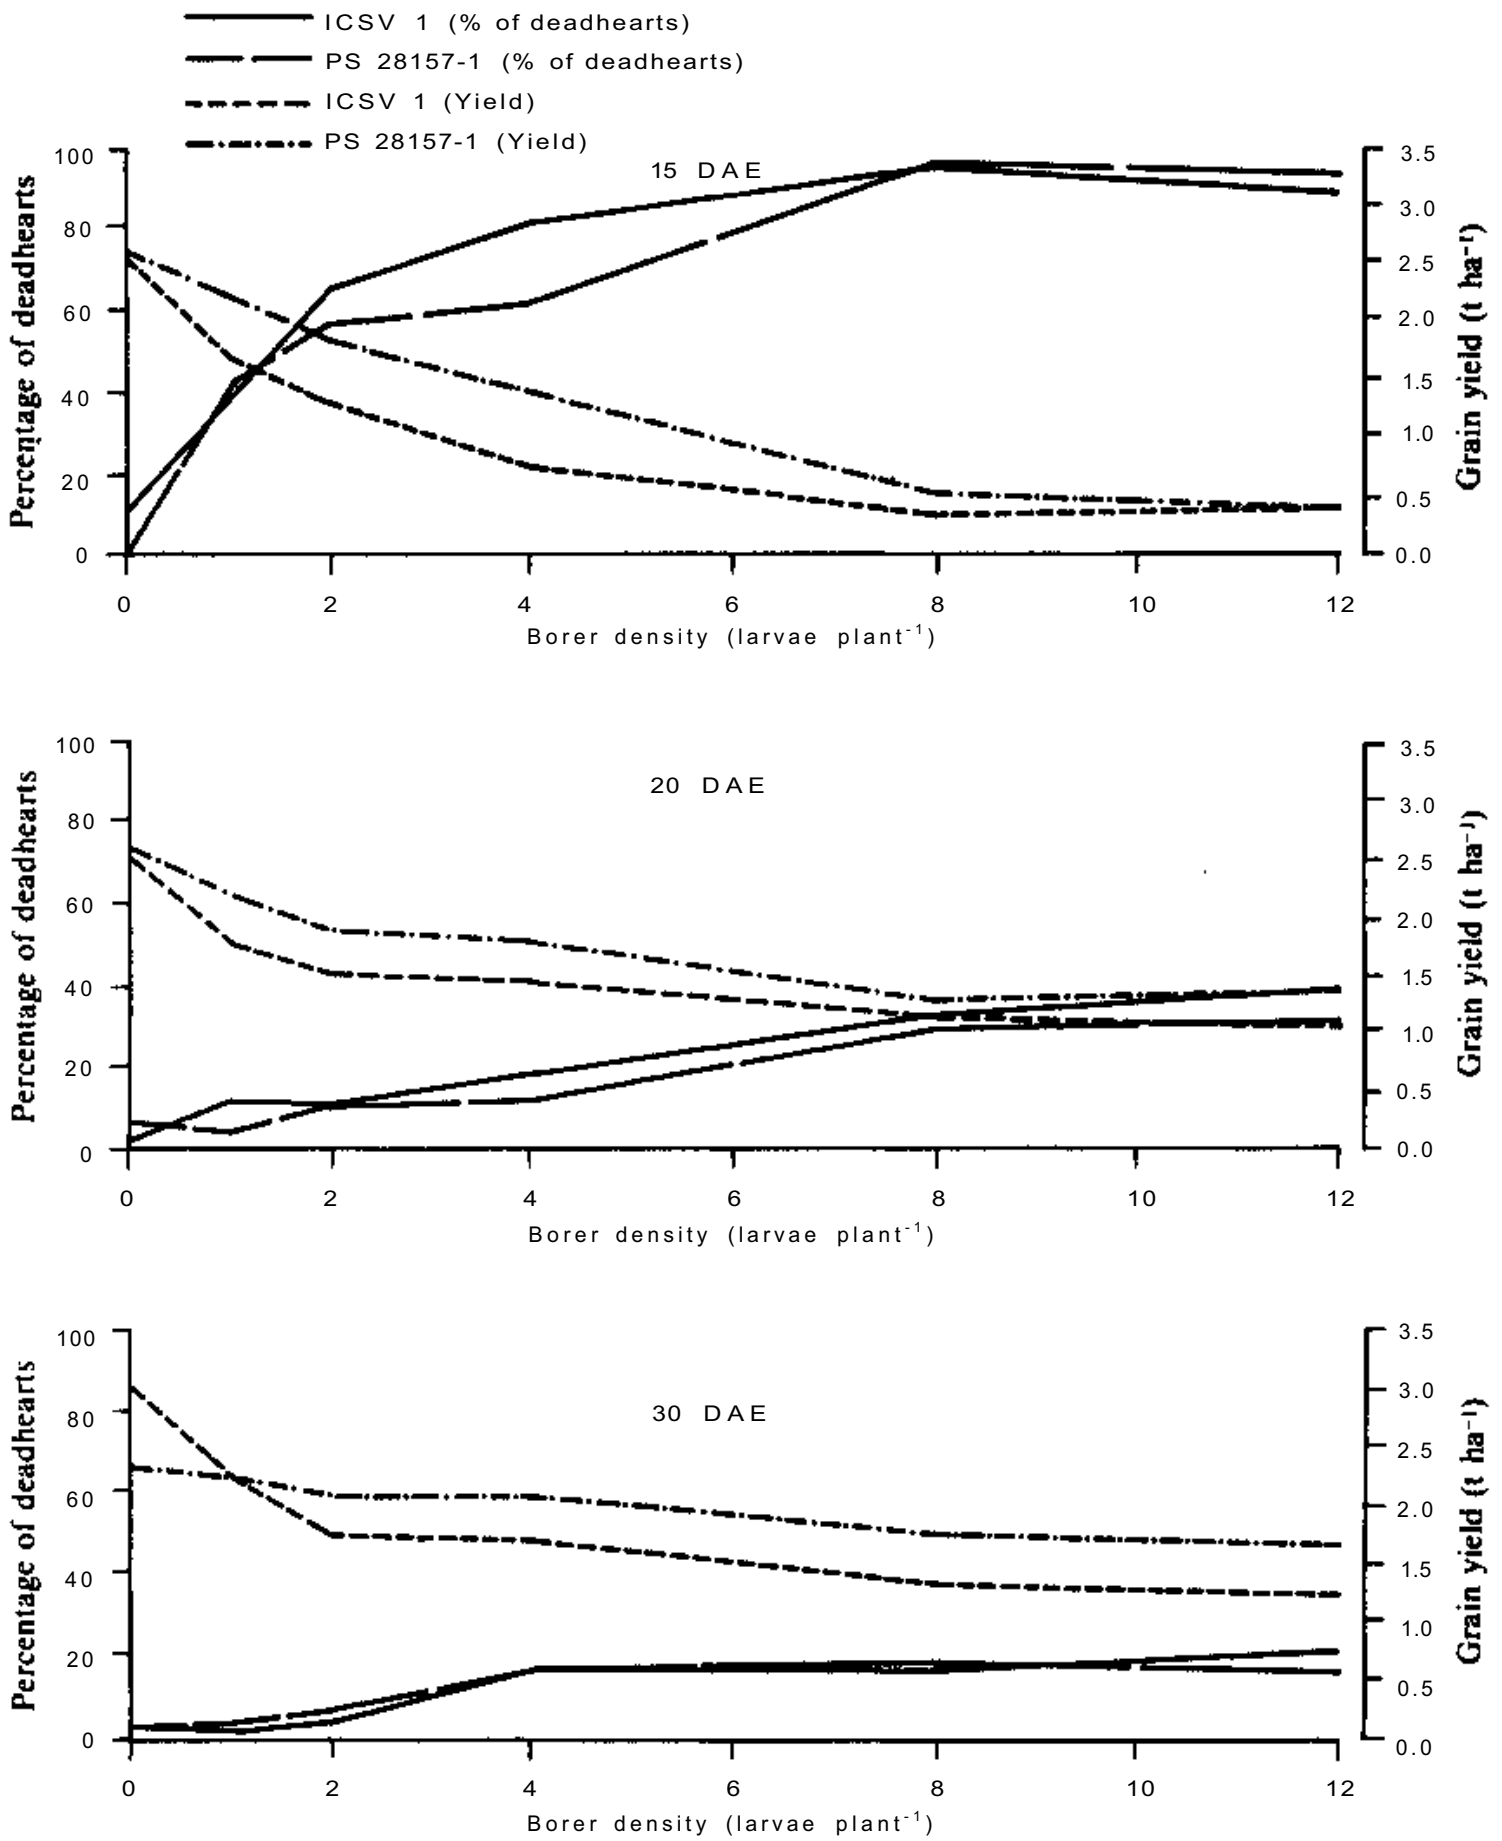 ICSV 1 (% of deadhearts)
PS 28157-1 (% of deadhearts)
ICSV 1 (Yield)
PS 28157-1 (Yield)
15 DAE
Percentage of deadhearts
100
80
60
40
20
0
3.5
3.0
2.5
2.0
1.5
1.0
0.5
0.0
Grain yield (t ha⁻¹)
0 2 4 6 8 10 12
Borer density (larvae plant⁻¹)
20 DAE
Percentage of deadhearts
100
80
60
40
20
0
3.5
3.0
2.5
2.0
1.5
1.0
0.5
0.0
Grain yield (t ha⁻¹)
0 2 4 6 8 10 12
Borer density (larvae plant⁻¹)
30 DAE
Percentage of deadhearts
100
80
60
40
20
0
3.5
3.0
2.5
2.0
1.5
1.0
0.5
0.0
Grain yield (t ha⁻¹)
0 2 4 6 8 10 12
Borer density (larvae plant⁻¹)